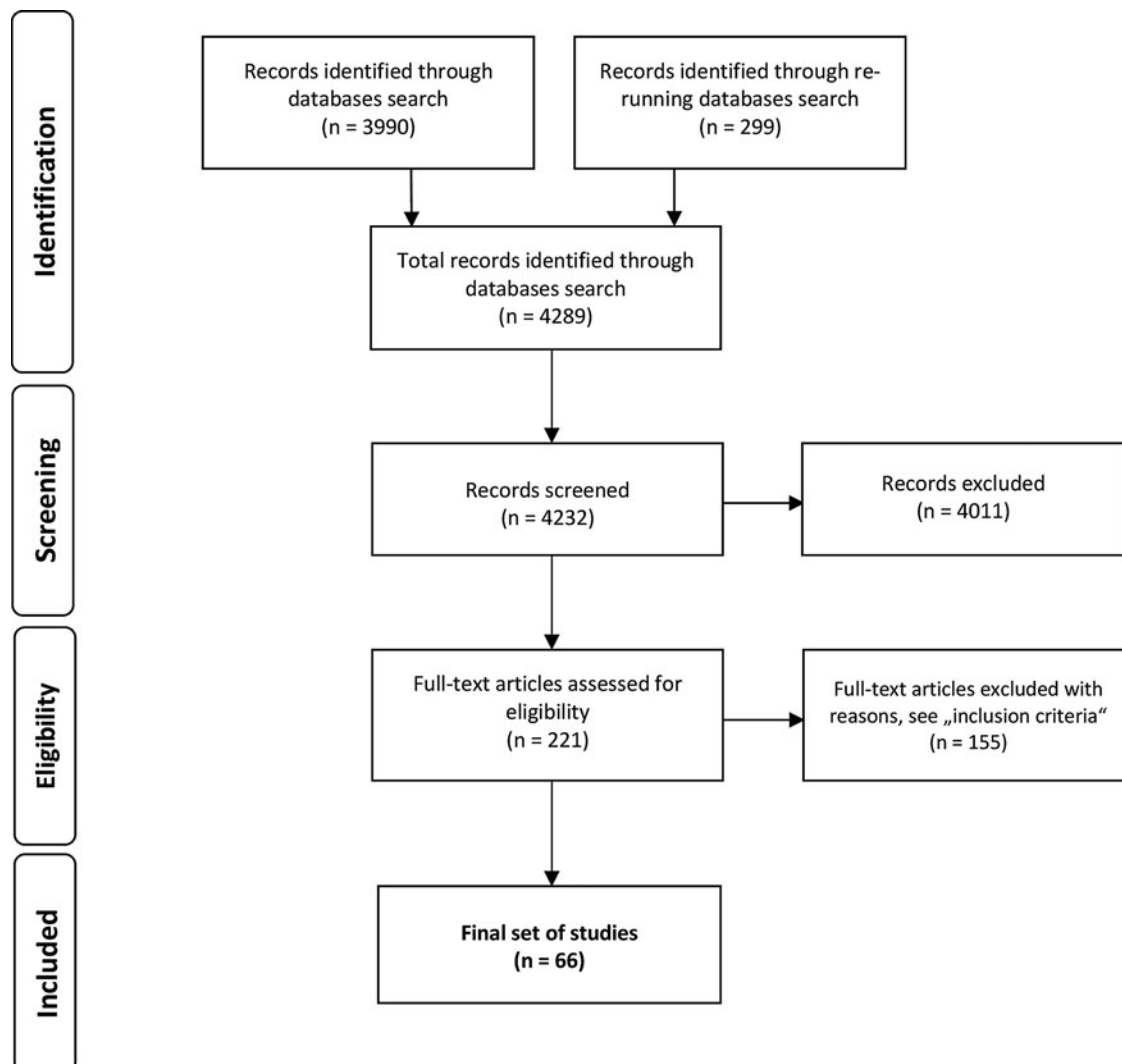 Identification
Records identified through
databases search
(n = 3990)
Records identified through re-
running databases search
(n = 299)
Total records identified through
databases search
(n = 4289)
Screening
Records screened
(n = 4232)
Records excluded
(n = 4011)
Eligibility
Full-text articles assessed for
eligibility
(n = 221)
Full-text articles excluded with
reasons, see „inclusion criteria“
(n = 155)
Included
Final set of studies
(n = 66)